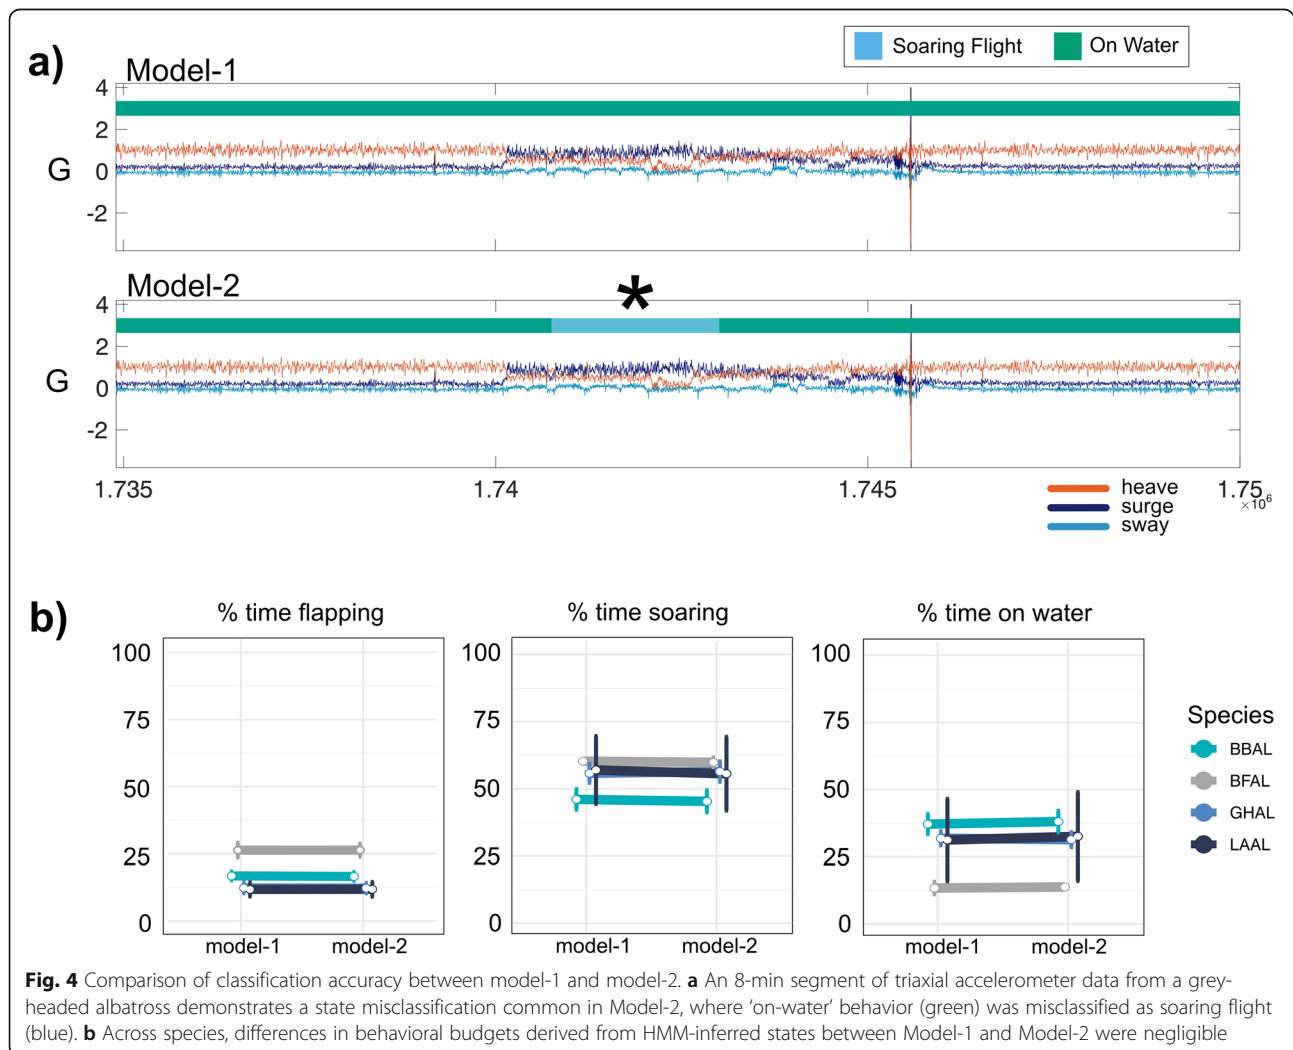 Soaring Flight On Water
a) Model-1
4
2
G 0
-2
Model-2 *
4
2
G 0
-2
1.735 1.74 1.745 1.75
×10⁶
heave
surge
sway
b) % time flapping % time soaring % time on water
100 100 100
75 75 75
50 50 50
25 25 25
0 0 0
model-1 model-2 model-1 model-2 model-1 model-2
Species
BBAL
BFAL
GHAL
LAAL
Fig. 4 Comparison of classification accuracy between model-1 and model-2. a An 8-min segment of triaxial accelerometer data from a grey-
headed albatross demonstrates a state misclassification common in Model-2, where ‘on-water’ behavior (green) was misclassified as soaring flight
(blue). b Across species, differences in behavioral budgets derived from HMM-inferred states between Model-1 and Model-2 were negligible